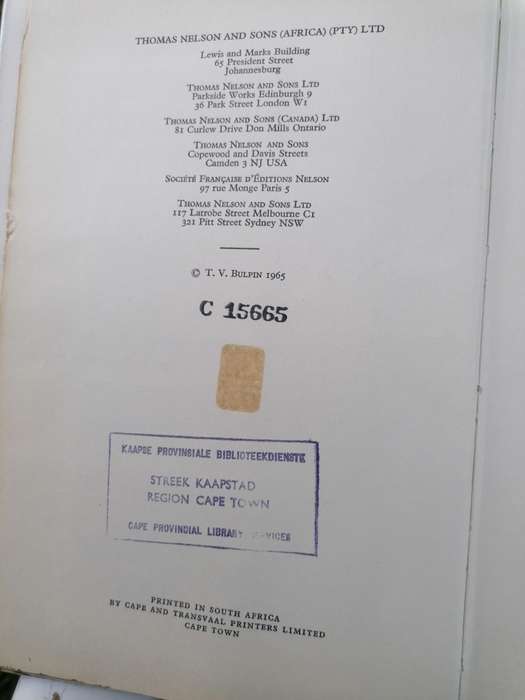 THOMAS NELSON AND SONS (AFRICA) (PTY) LTD
Lewis and Marks Building
65 President Street
Johannesburg
THOMAS NELSON AND SONS LTD
Parkside Works Edinburgh 9
36 Park Street London W1
THOMAS NELSON AND SONS (CANADA) LTD
81 Curlew Drive Don Mills Ontario
THOMAS NELSON AND SONS
Copewood and Davis Streets
Camden 3 NJ USA
SOCIÉTÉ FRANÇAISE D'ÉDITIONS NELSON
97 rue Monge Paris 5
THOMAS NELSON AND SONS LTD
117 Latrobe Street Melbourne C1
321 Pitt Street Sydney NSW
© T. V. BULPIN 1965
C 15665
KAAPSE PROVINSIALE BIBLIOTEEKDIENSTE
STREEK KAAPSTAD
REGION CAPE TOWN
CAPE PROVINCIAL LIBRARY SERVICES
PRINTED IN SOUTH AFRICA
BY CAPE AND TRANSVAAL PRINTERS LIMITED
CAPE TOWN